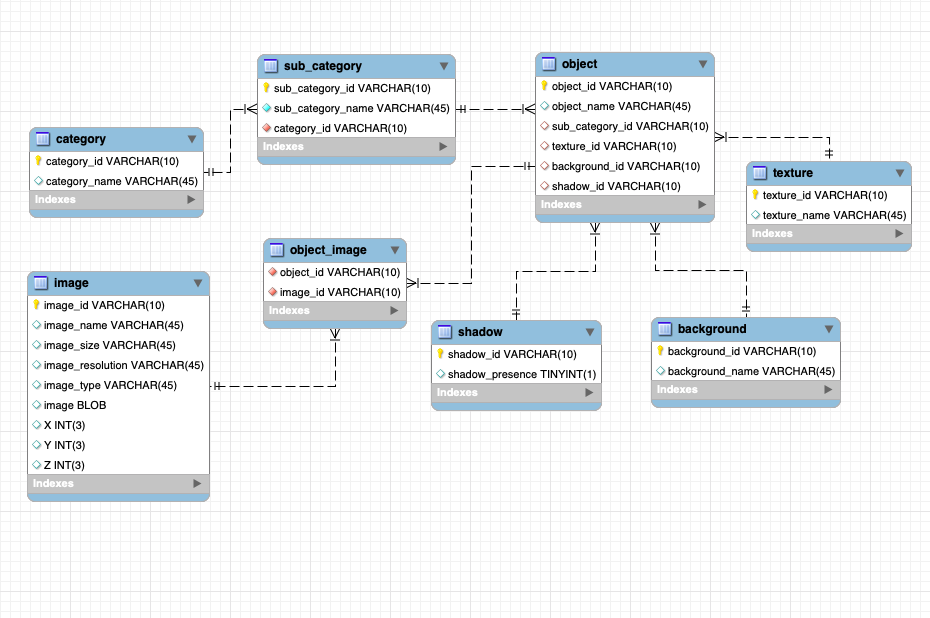 category
category_id VARCHAR(10)
category_name VARCHAR(45)
Indexes
sub_category
sub_category_id VARCHAR(10)
sub_category_name VARCHAR(45)
category_id VARCHAR(10)
Indexes
object
object_id VARCHAR(10)
object_name VARCHAR(45)
sub_category_id VARCHAR(10)
texture_id VARCHAR(10)
background_id VARCHAR(10)
shadow_id VARCHAR(10)
Indexes
texture
texture_id VARCHAR(10)
texture_name VARCHAR(45)
Indexes
image
image_id VARCHAR(10)
image_name VARCHAR(45)
image_size VARCHAR(45)
image_resolution VARCHAR(45)
image_type VARCHAR(45)
image BLOB
X INT(3)
Y INT(3)
Z INT(3)
Indexes
object_image
object_id VARCHAR(10)
image_id VARCHAR(10)
Indexes
shadow
shadow_id VARCHAR(10)
shadow_presence TINYINT(1)
Indexes
background
background_id VARCHAR(10)
background_name VARCHAR(45)
Indexes